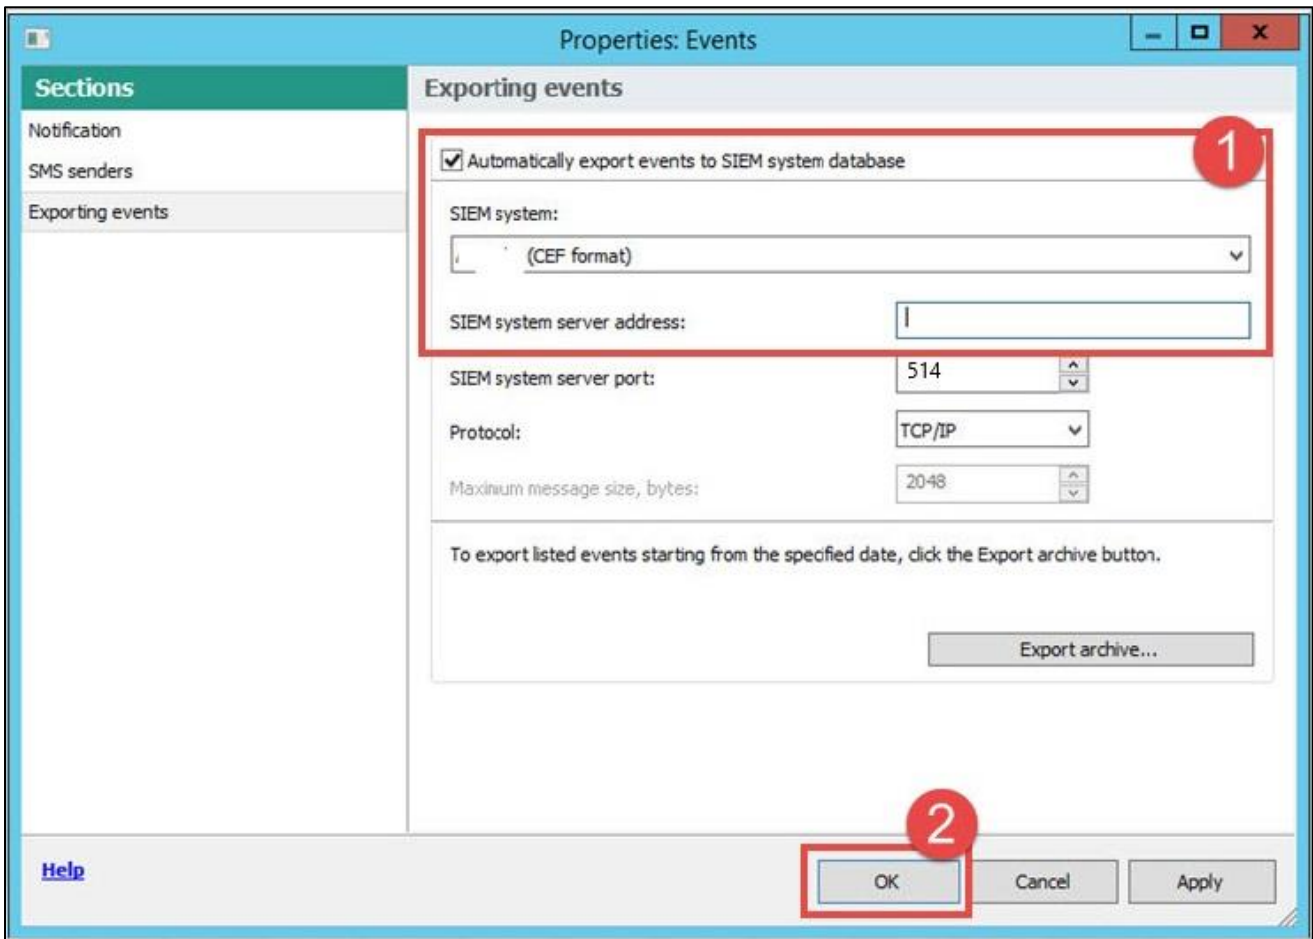 Properties: Events
Sections
Notification
SMS senders
Exporting events
Exporting events
1
Automatically export events to SIEM system database
SIEM system:
(CEF format)
SIEM system server address:
SIEM system server port:
514
Protocol:
TCP/IP
Maximum message size, bytes:
2048
To export listed events starting from the specified date, click the Export archive button.
Export archive...
2
Help
OK
Cancel
Apply